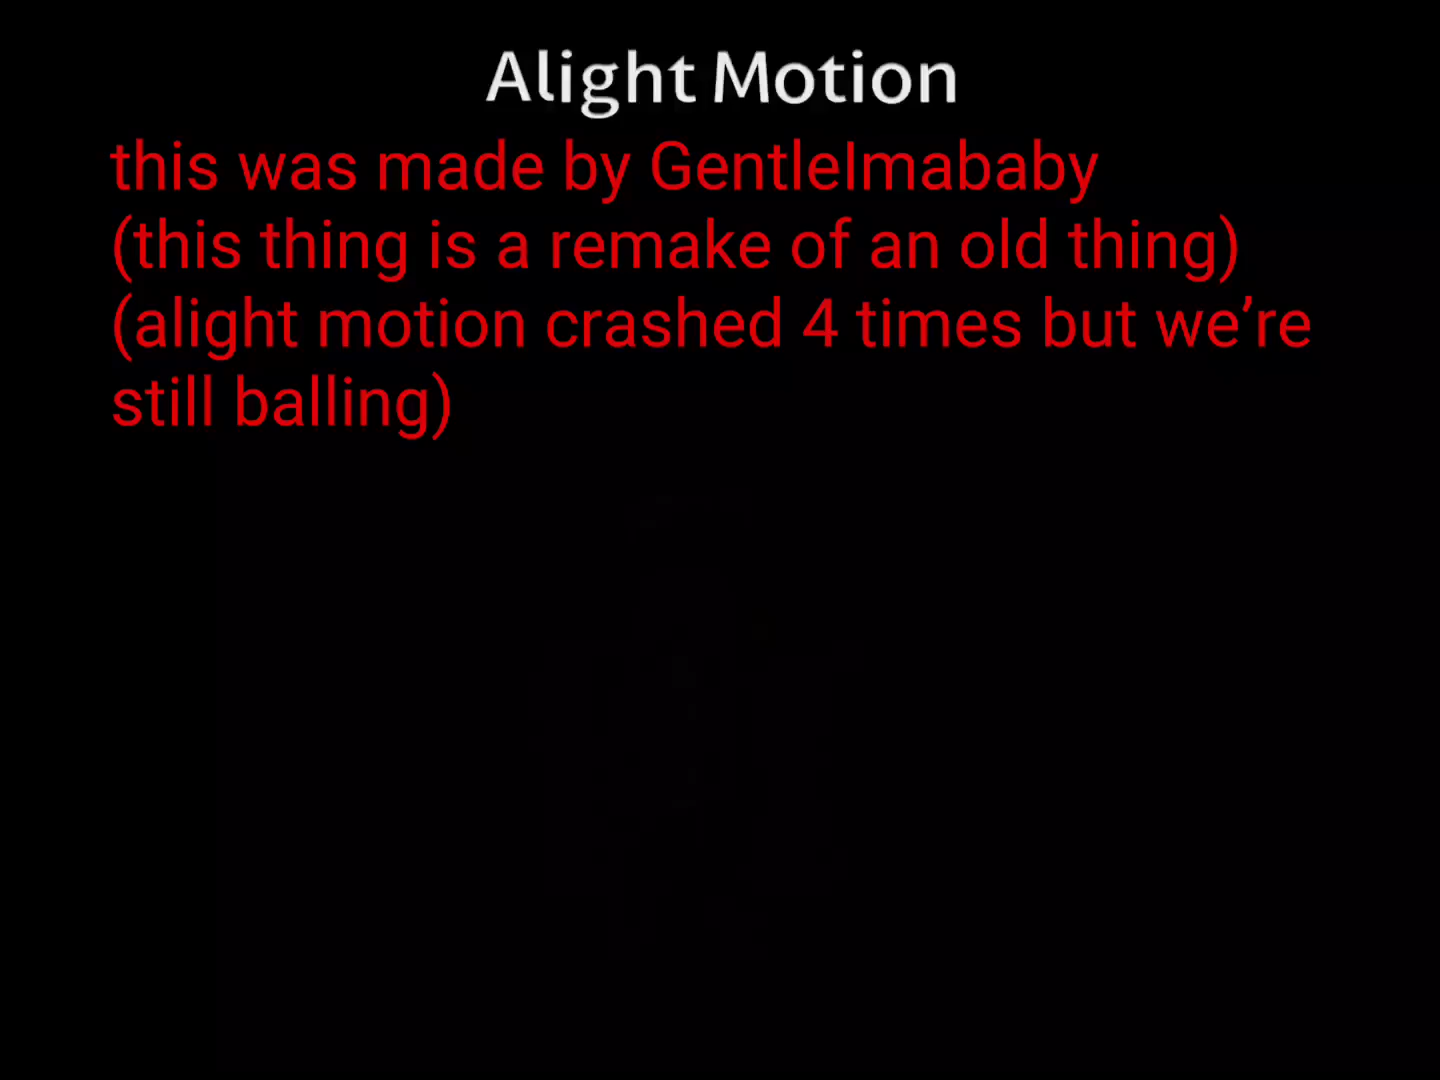 Alight Motion
this was made by GentleImababy
(this thing is a remake of an old thing)
(alight motion crashed 4 times but we’re
still balling)